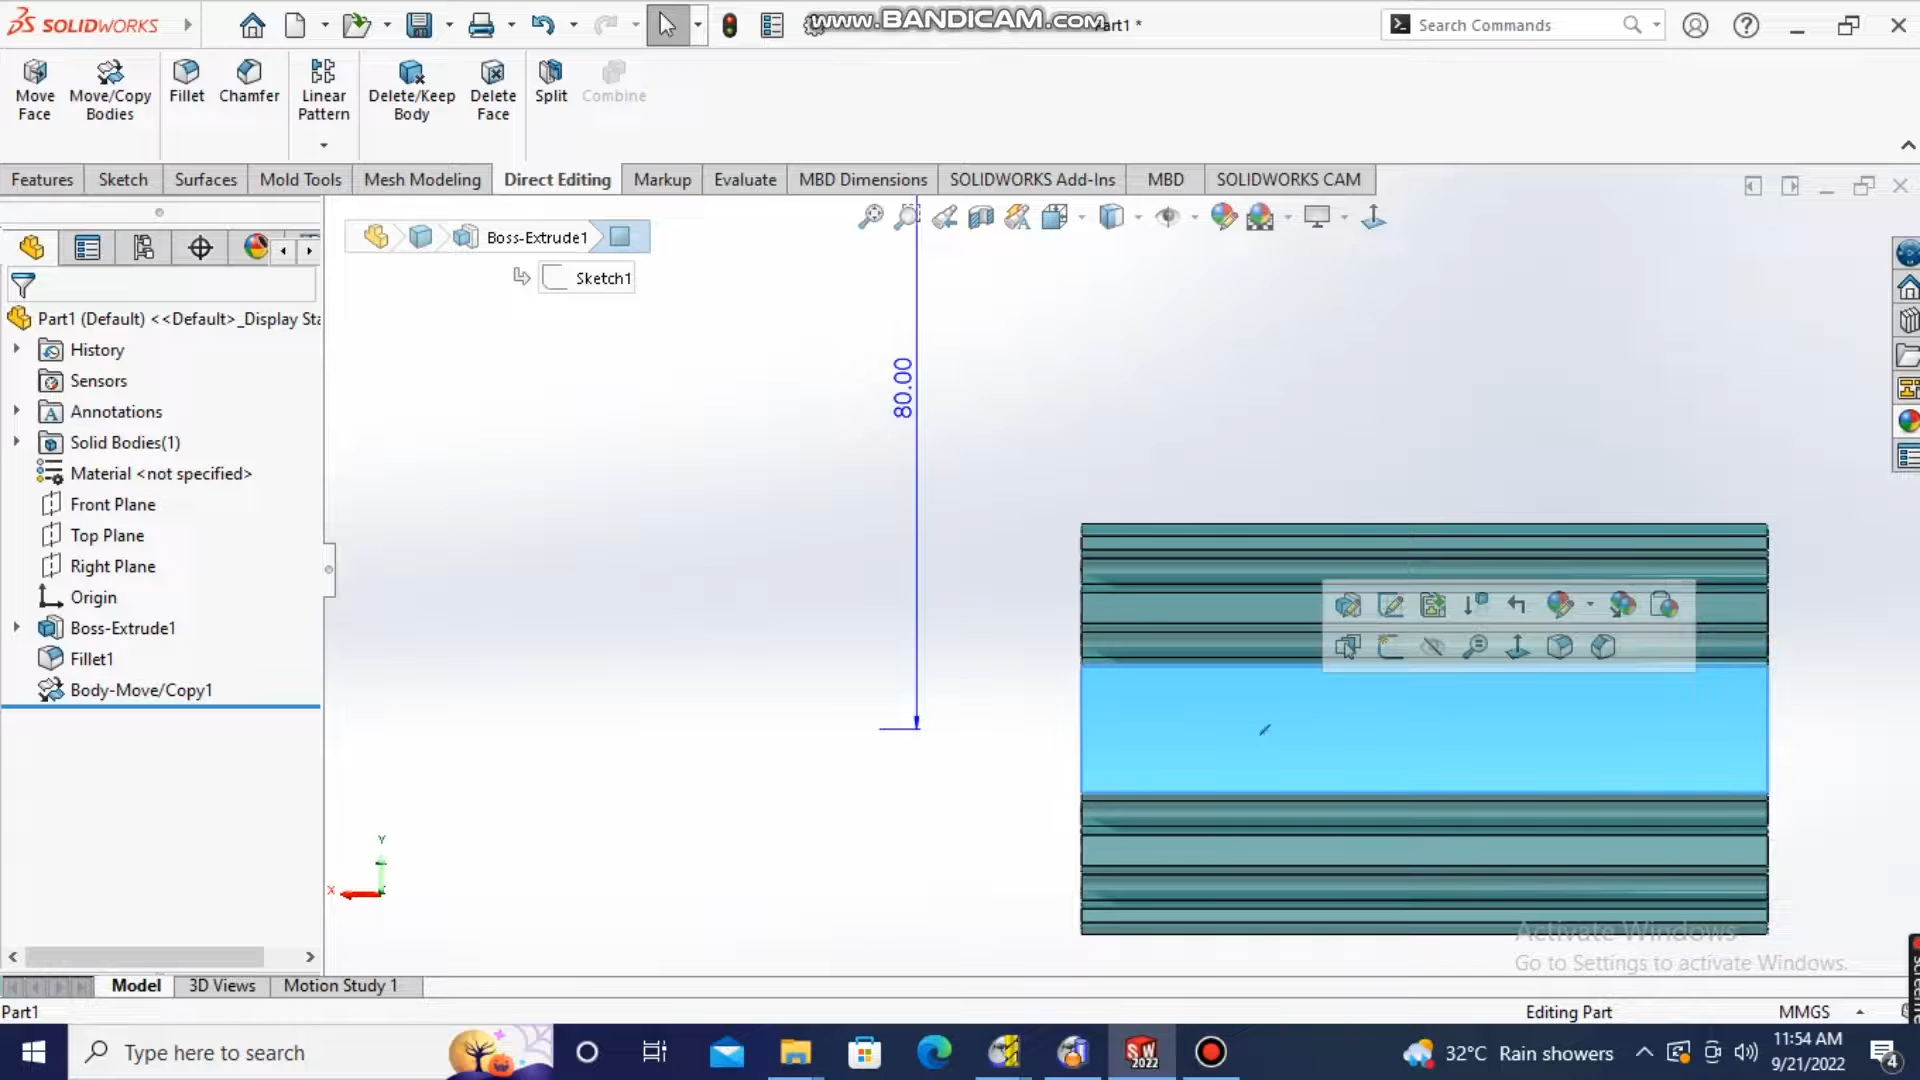 SOLIDWORKS
www.BANDICAM.com
Part1 *
Search Commands
Move Face
Move/Copy Bodies
Fillet
Chamfer
Linear Pattern
Delete/Keep Body
Delete Face
Split
Combine
Features
Sketch
Surfaces
Mold Tools
Mesh Modeling
Direct Editing
Markup
Evaluate
MBD Dimensions
SOLIDWORKS Add-Ins
MBD
SOLIDWORKS CAM
Boss-Extrude1
Sketch1
Part1 (Default) <<Default>_Display Sta
History
Sensors
Annotations
Solid Bodies(1)
Material <not specified>
Front Plane
Top Plane
Right Plane
Origin
Boss-Extrude1
Fillet1
Body-Move/Copy1
80.00
Y
X
Activate Windows
Go to Settings to activate Windows.
Model
3D Views
Motion Study 1
Part1
Editing Part
MMGS
Type here to search
SW
2022
32°C Rain showers
11:54 AM
9/21/2022
4